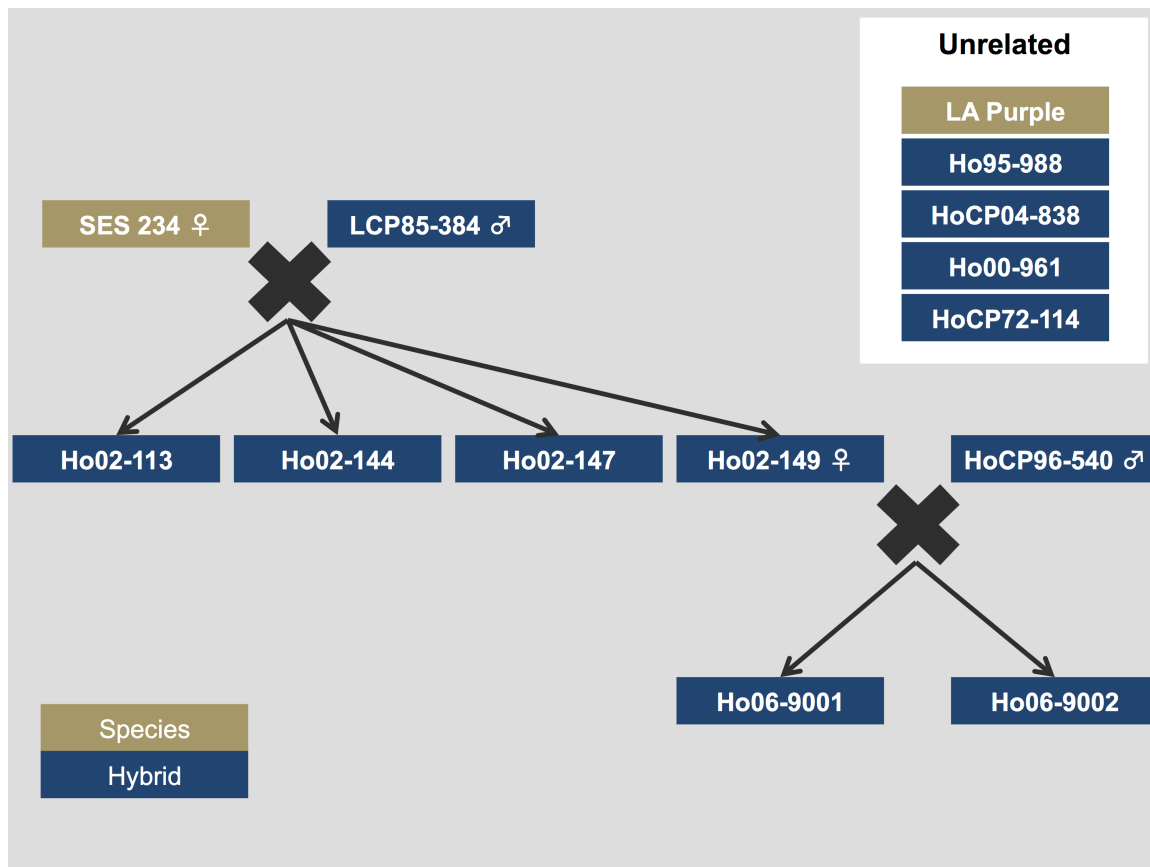 Unrelated
LA Purple
Ho95-988
HoCP04-838
Ho00-961
HoCP72-114
SES 234 ♀
LCP85-384 ♂
Ho02-113
Ho02-144
Ho02-147
Ho02-149 ♀
HoCP96-540 ♂
Ho06-9001
Ho06-9002
Species
Hybrid